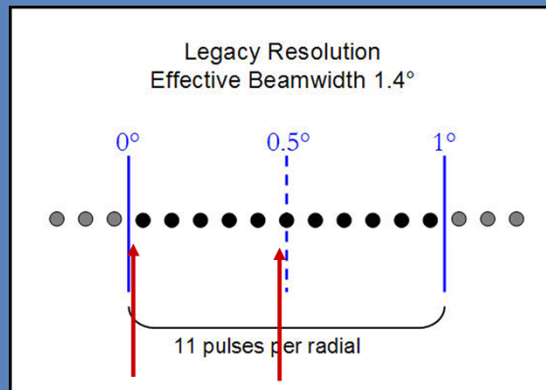 Legacy Resolution
Effective Beamwidth 1.4°
0° 0.5° 1°
11 pulses per radial